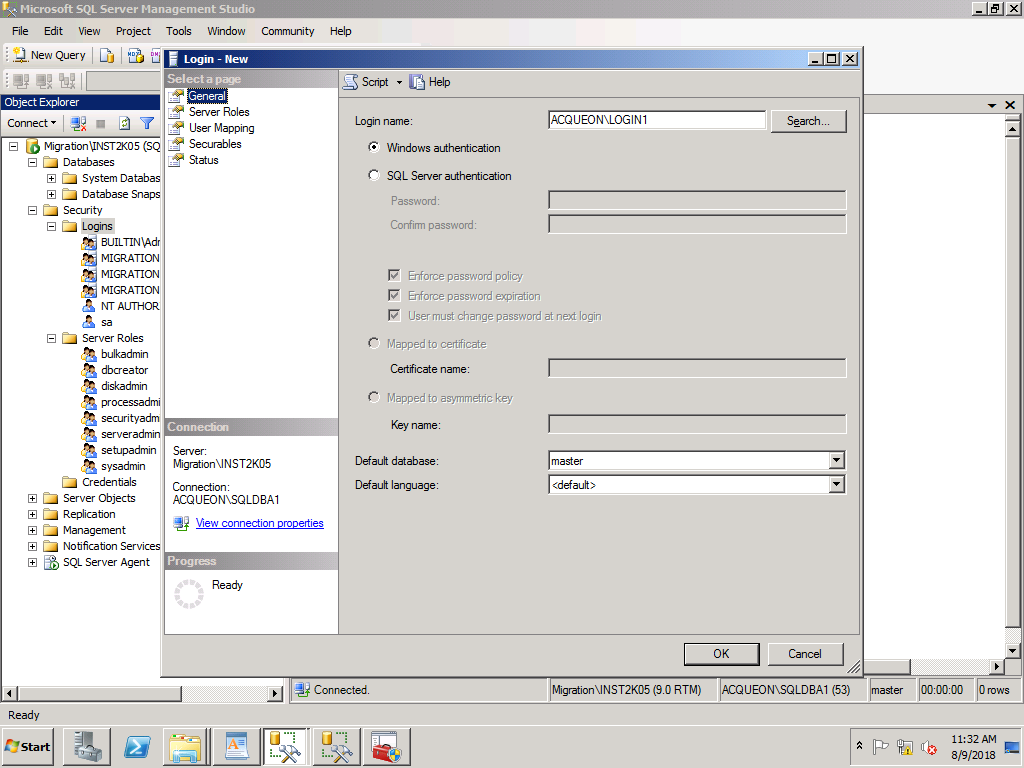 Microsoft SQL Server Management Studio
File Edit View Project Tools Window Community Help
New Query
Object Explorer
Connect
Migration\INST2K05 (SQ
Databases
System Databas
Database Snaps
Security
Logins
BUILTIN\Adr
MIGRATION
MIGRATION
MIGRATION
NT AUTHOR
sa
Server Roles
bulkadmin
dbcreator
diskadmin
processadmi
securityadm
serveradmin
setupadmin
sysadmin
Credentials
Server Objects
Replication
Management
Notification Services
SQL Server Agent
Login - New
Select a page
General
Server Roles
User Mapping
Securables
Status
Connection
Server:
Migration\INST2K05
Connection:
ACQUEON\SQLDBA1
View connection properties
Progress
Ready
Script Help
Login name: ACQUEON\LOGIN1 Search...
Windows authentication
SQL Server authentication
Password:
Confirm password:
Enforce password policy
Enforce password expiration
User must change password at next login
Mapped to certificate
Certificate name:
Mapped to asymmetric key
Key name:
Default database: master
Default language: <default>
OK Cancel
Connected. Migration\INST2K05 (9.0 RTM) ACQUEON\SQLDBA1 (53) master 00:00:00 0 rows
Ready
Start
11:32 AM
8/9/2018